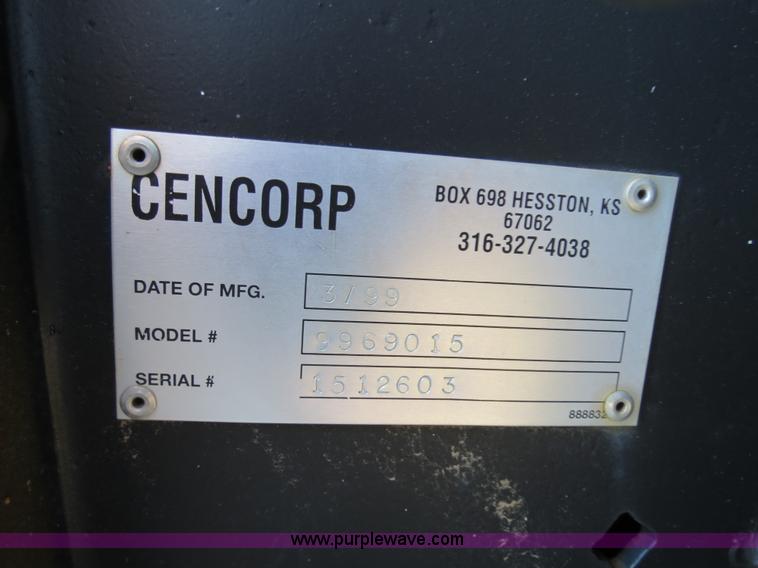 CENCORP
BOX 698 HESSTON, KS
67062
316-327-4038
DATE OF MFG. 3/99
MODEL # 9969015
SERIAL # 1512603
www.purplewave.com